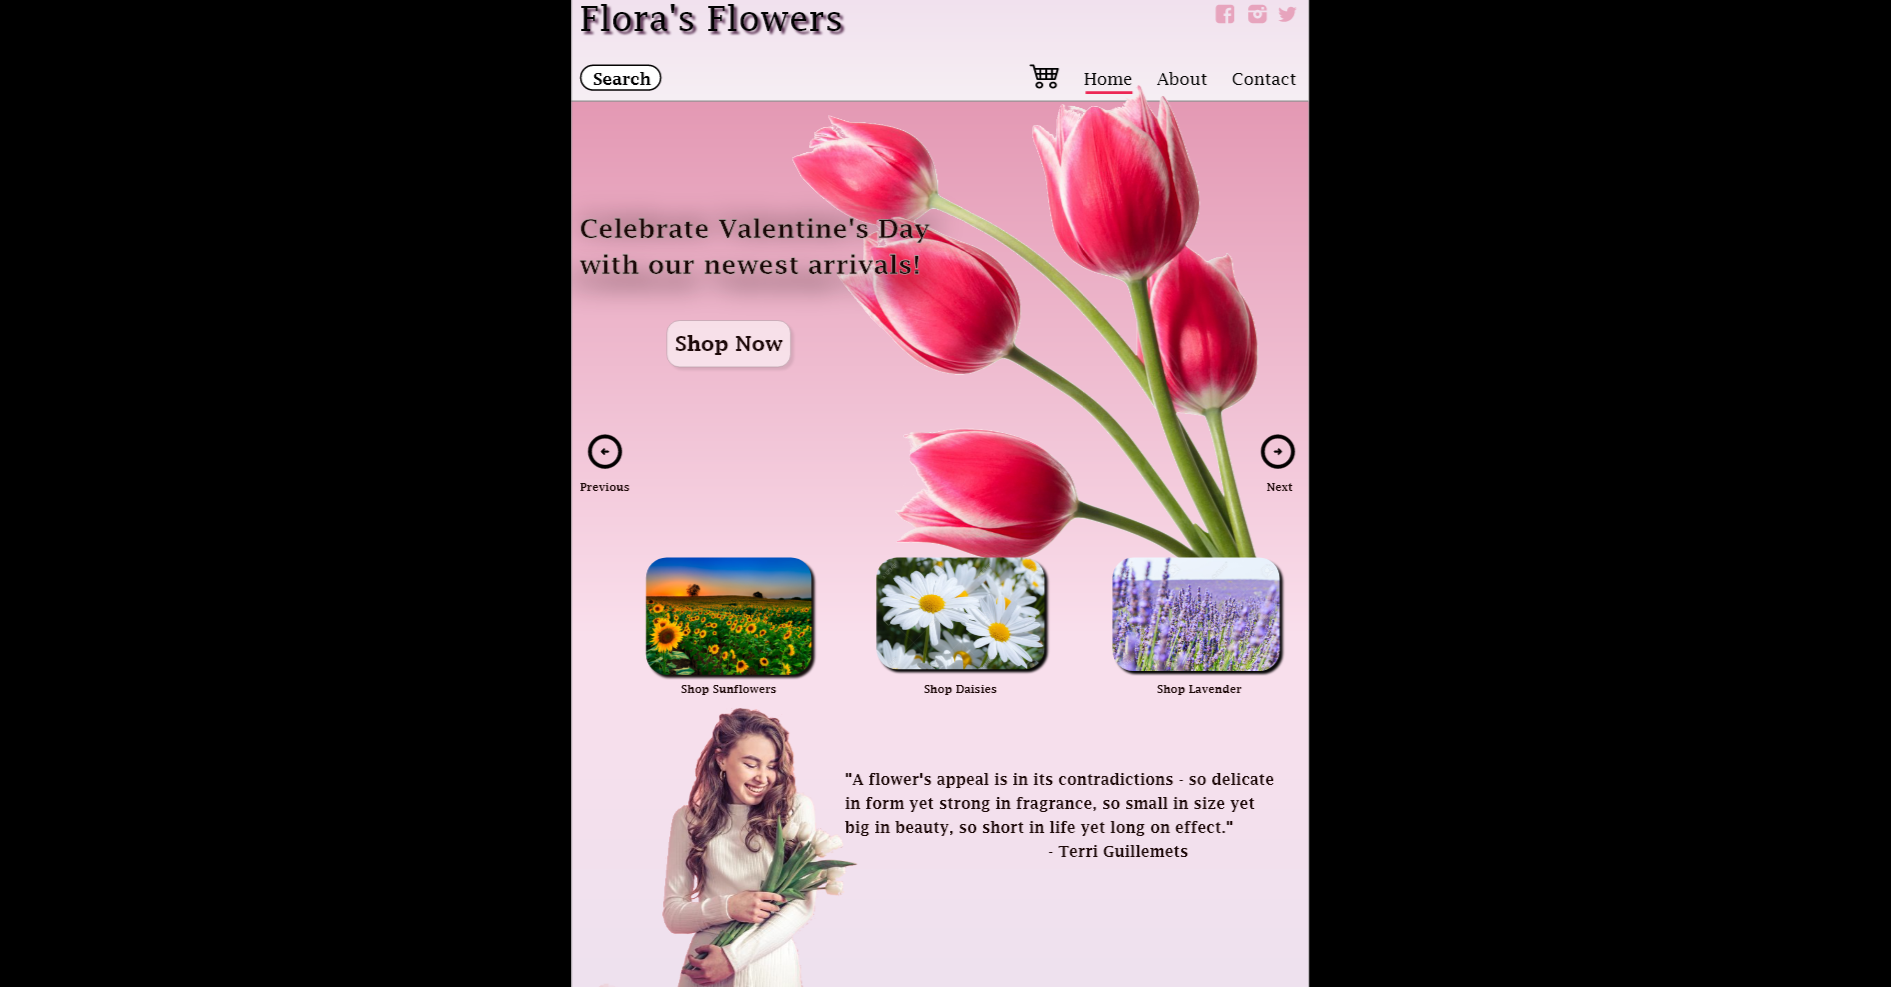 Flora's Flowers
Search
Home About Contact
Celebrate Valentine's Day
with our newest arrivals!
Shop Now
Previous
Next
Shop Sunflowers
Shop Daisies
Shop Lavender
"A flower's appeal is in its contradictions - so delicate
in form yet strong in fragrance, so small in size yet
big in beauty, so short in life yet long on effect."
- Terri Guillemets